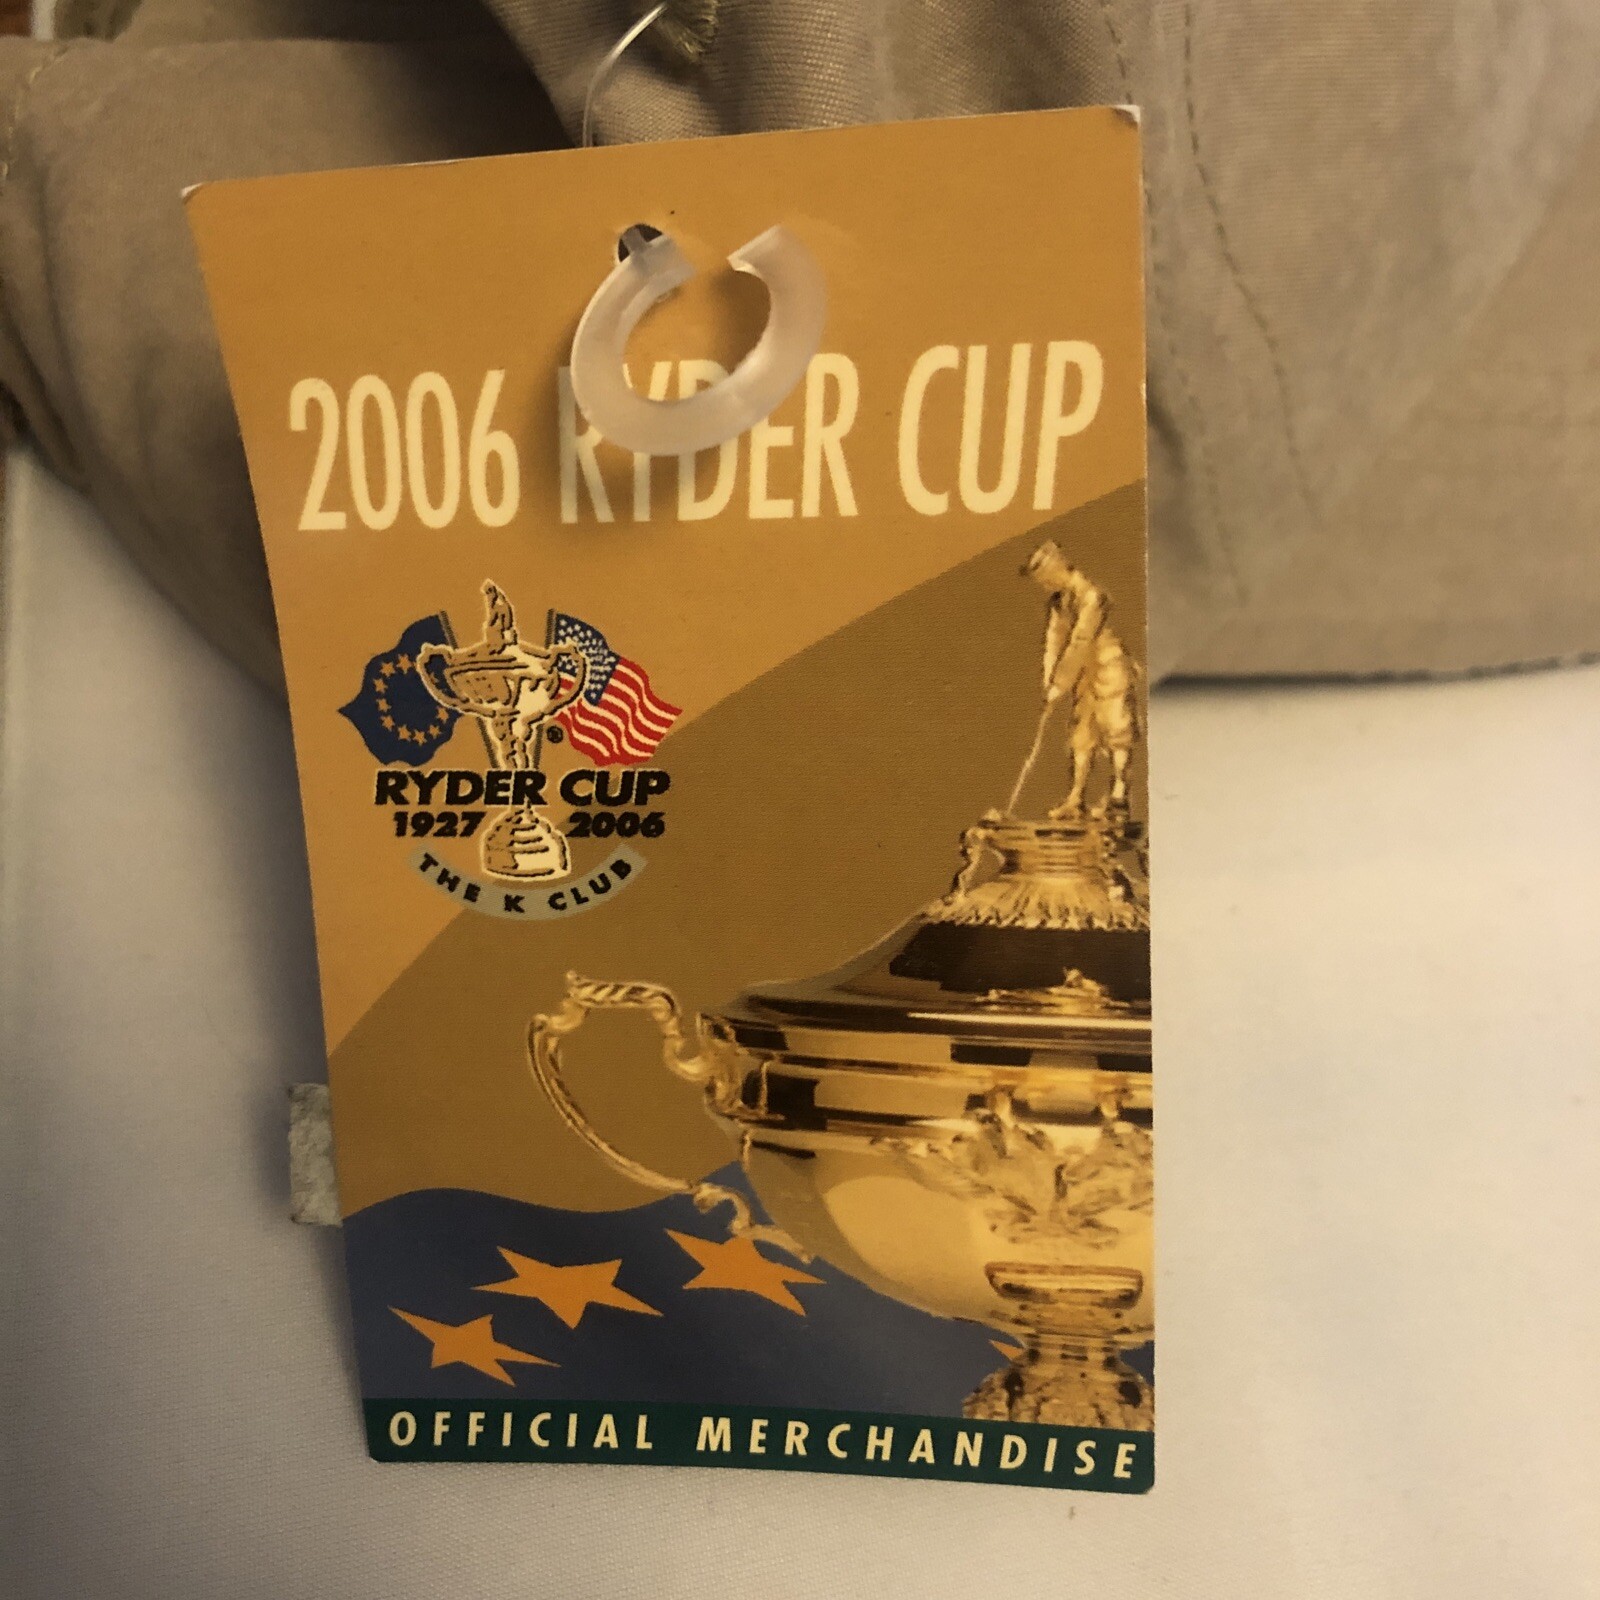 2006 RYDER CUP
®
RYDER CUP
1927 2006
THE K CLUB
OFFICIAL MERCHANDISE